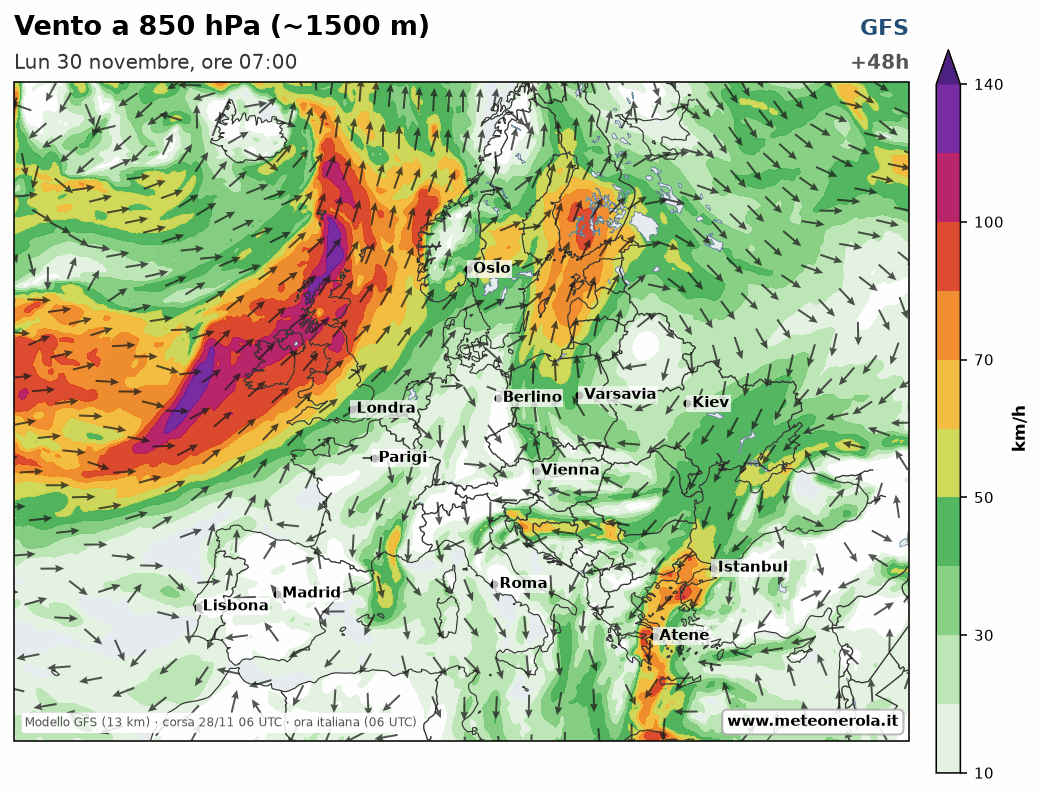 Vento a 850 hPa (~1500 m)
GFS
Lun 30 novembre, ore 07:00
+48h
140
100
70
50
30
10
km/h
Oslo
Londra
Berlino
Varsavia
Kiev
Parigi
Vienna
Istanbul
Roma
Madrid
Lisbona
Atene
Modello GFS (13 km) · corsa 28/11 06 UTC · ora italiana (06 UTC)
www.meteonerola.it